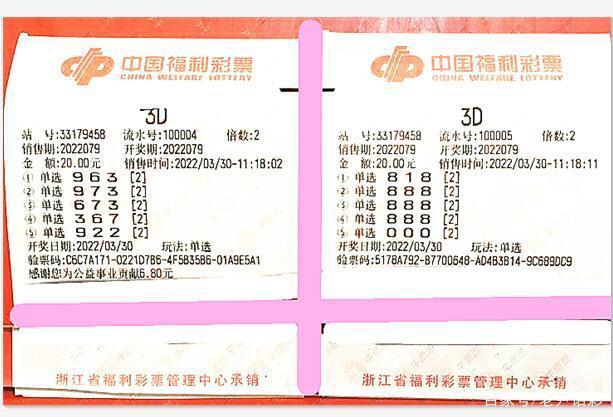 中国福利彩票
CHINA WELFARE LOTTERY
3D
站 号:33179458 流水号:100004 倍数:2
销售期:2022079 开奖期:2022079
金 额:20.00元 销售时间:2022/03/30-11:18:02
① 单选 963 [2]
② 单选 973 [2]
③ 单选 673 [2]
④ 单选 367 [2]
⑤ 单选 922 [2]
开奖日期:2022/03/30 玩法:单选
验票码:C6C7A171-0221D7B6-4F5B35B6-01A9E5A1
感谢您为公益事业贡献6.80元
浙江省福利彩票管理中心承销
中国福利彩票
CHINA WELFARE LOTTERY
3D
站 号:33179458 流水号:100005 倍数:2
销售期:2022079 开奖期:2022079
金 额:20.00元 销售时间:2022/03/30-11:18:11
① 单选 818 [2]
② 单选 888 [2]
③ 单选 888 [2]
④ 单选 888 [2]
⑤ 单选 000 [2]
开奖日期:2022/03/30 玩法:单选
验票码:5178A792-B7700648-AD4B3B14-9C689DC9
浙江省福利彩票管理中心承销